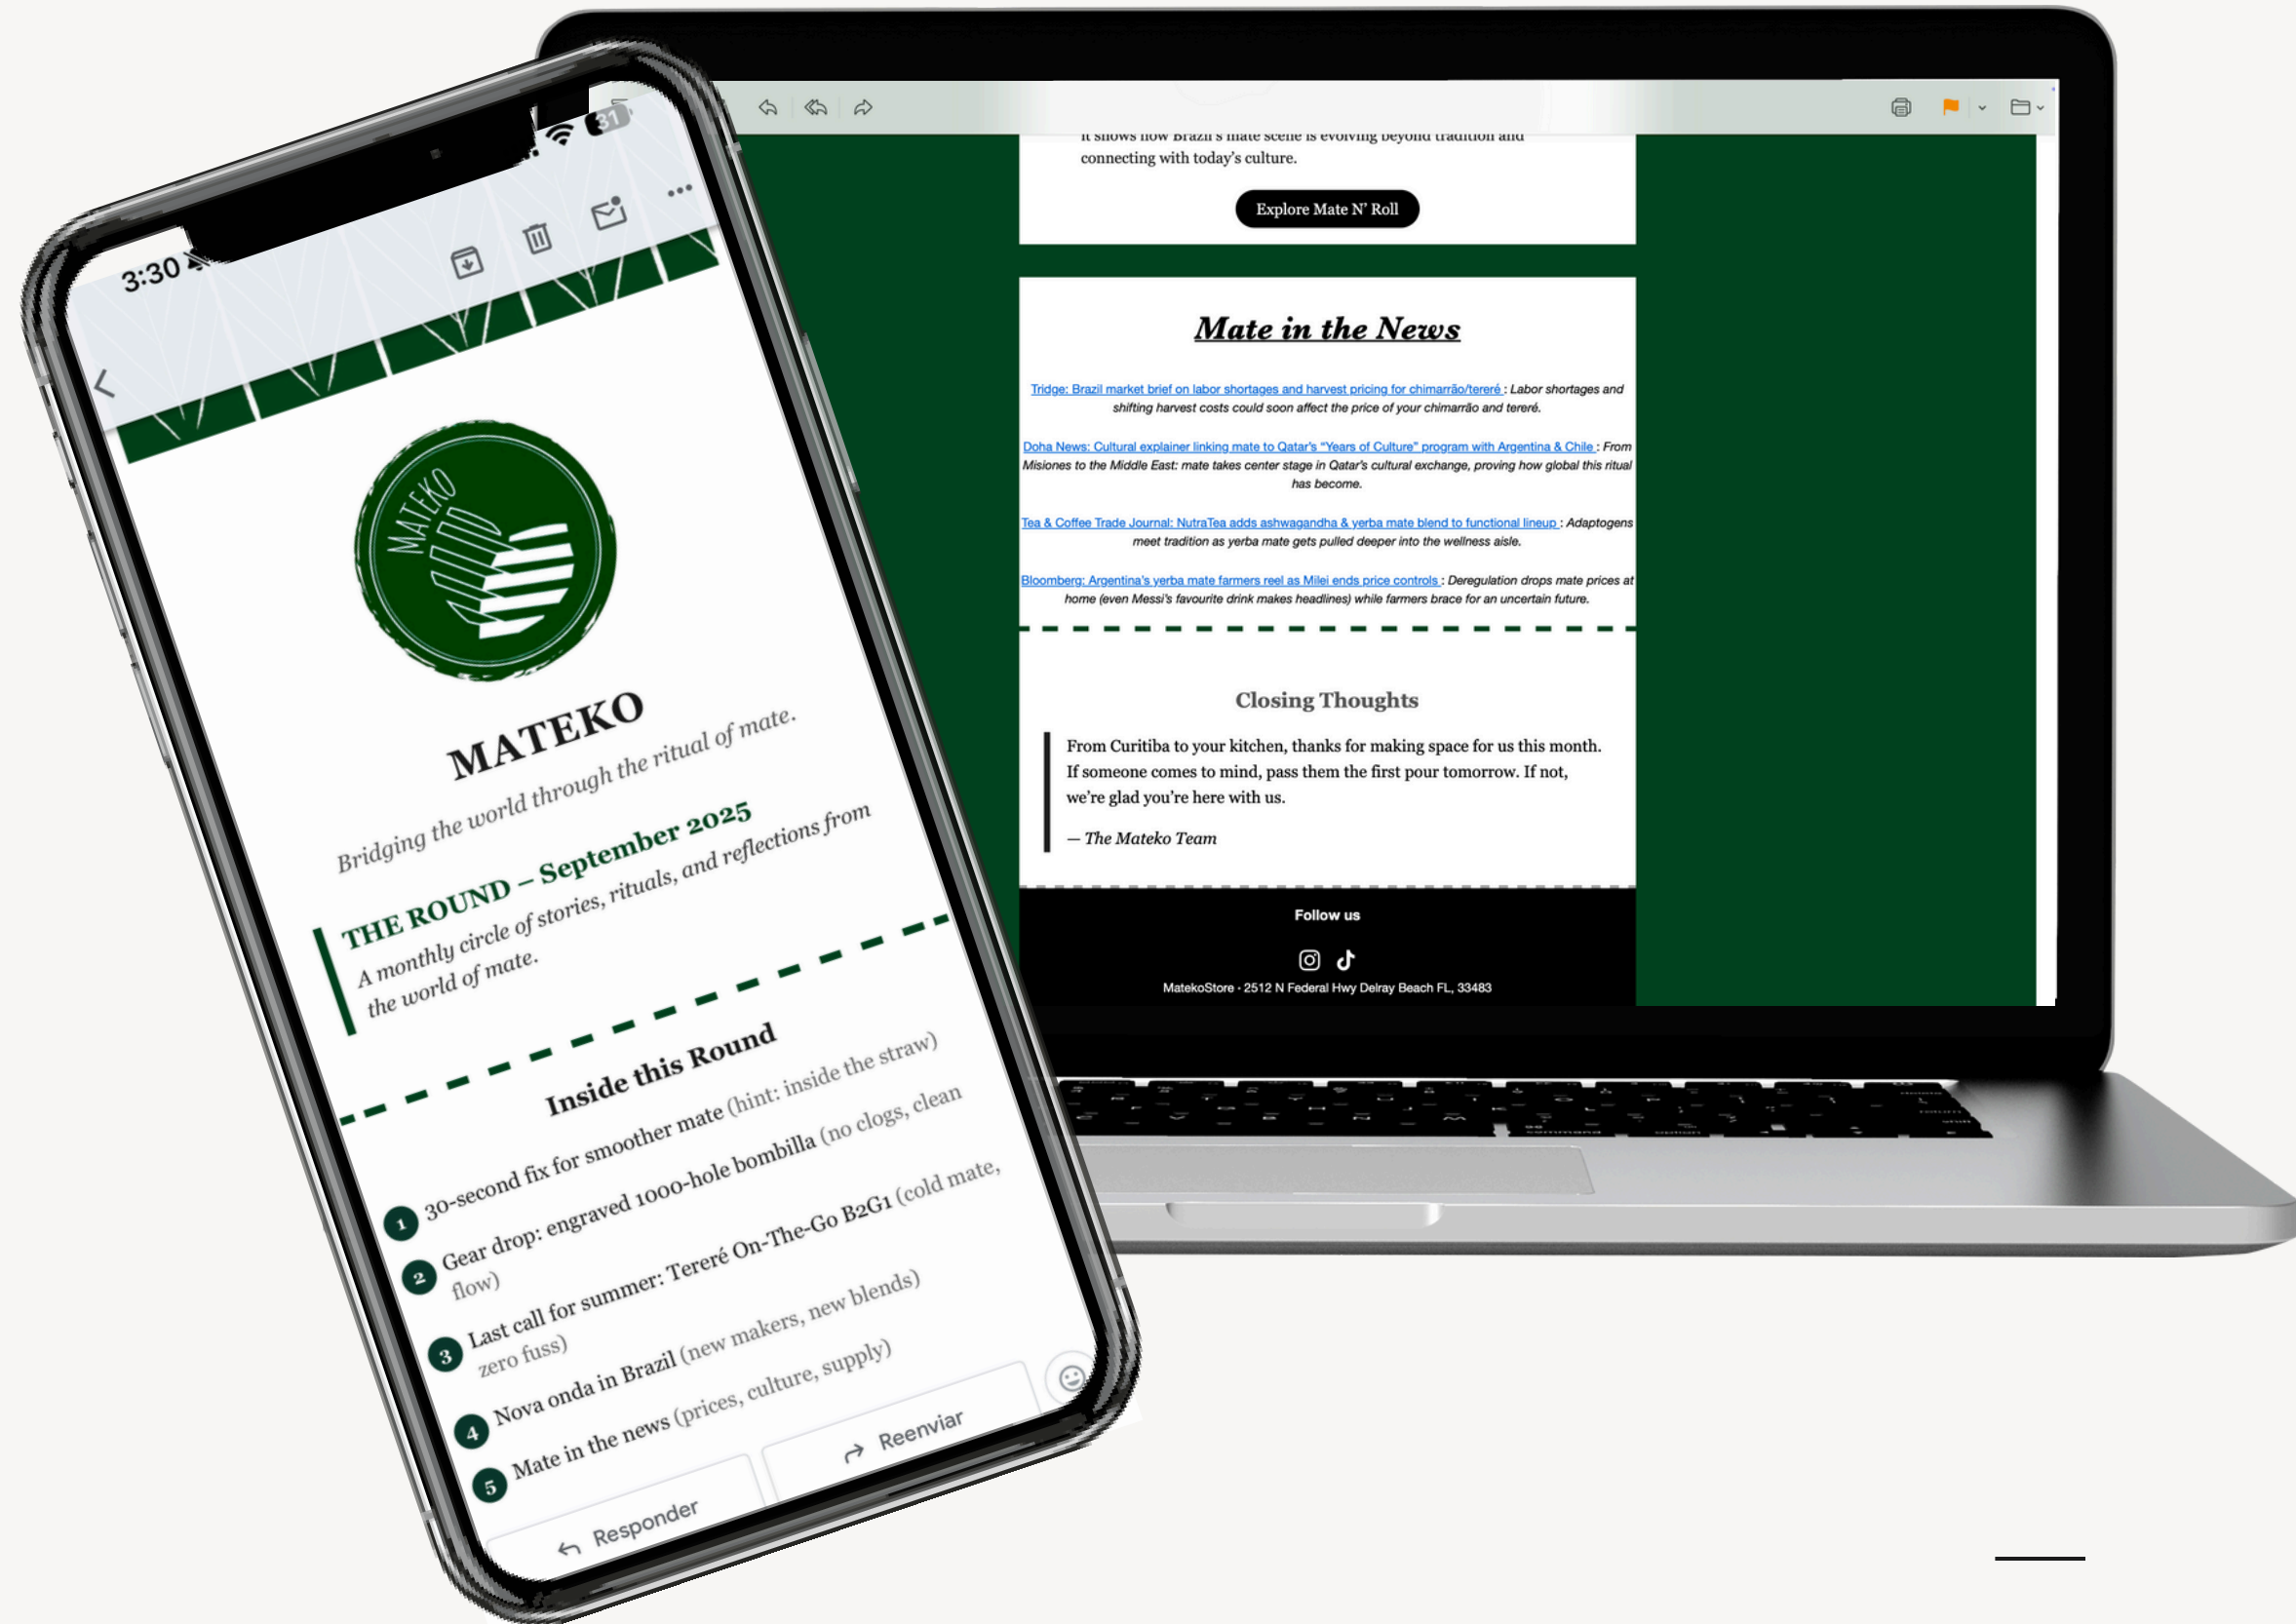 3:30
31
MATEKO
MATEKO
Bridging the world through the ritual of mate.
THE ROUND – September 2025
A monthly circle of stories, rituals, and reflections from
the world of mate.
Inside this Round
1 30-second fix for smoother mate (hint: inside the straw)
2 Gear drop: engraved 1000-hole bombilla (no clogs, clean
flow)
3 Last call for summer: Tereré On-The-Go B2G1 (cold mate,
zero fuss)
4 Nova onda in Brazil (new makers, new blends)
5 Mate in the news (prices, culture, supply)
Responder
Reenviar
It shows how Brazil's mate scene is evolving beyond tradition and
connecting with today's culture.
Explore Mate N' Roll
Mate in the News
Tridge: Brazil market brief on labor shortages and harvest pricing for chimarrão/tereré : Labor shortages and
shifting harvest costs could soon affect the price of your chimarrão and tereré.
Doha News: Cultural explainer linking mate to Qatar's “Years of Culture” program with Argentina & Chile : From
Misiones to the Middle East: mate takes center stage in Qatar's cultural exchange, proving how global this ritual
has become.
Tea & Coffee Trade Journal: NutraTea adds ashwagandha & yerba mate blend to functional lineup : Adaptogens
meet tradition as yerba mate gets pulled deeper into the wellness aisle.
Bloomberg: Argentina's yerba mate farmers reel as Milei ends price controls : Deregulation drops mate prices at
home (even Messi's favourite drink makes headlines) while farmers brace for an uncertain future.
Closing Thoughts
From Curitiba to your kitchen, thanks for making space for us this month.
If someone comes to mind, pass them the first pour tomorrow. If not,
we're glad you're here with us.
— The Mateko Team
Follow us
MatekoStore · 2512 N Federal Hwy Delray Beach FL, 33483